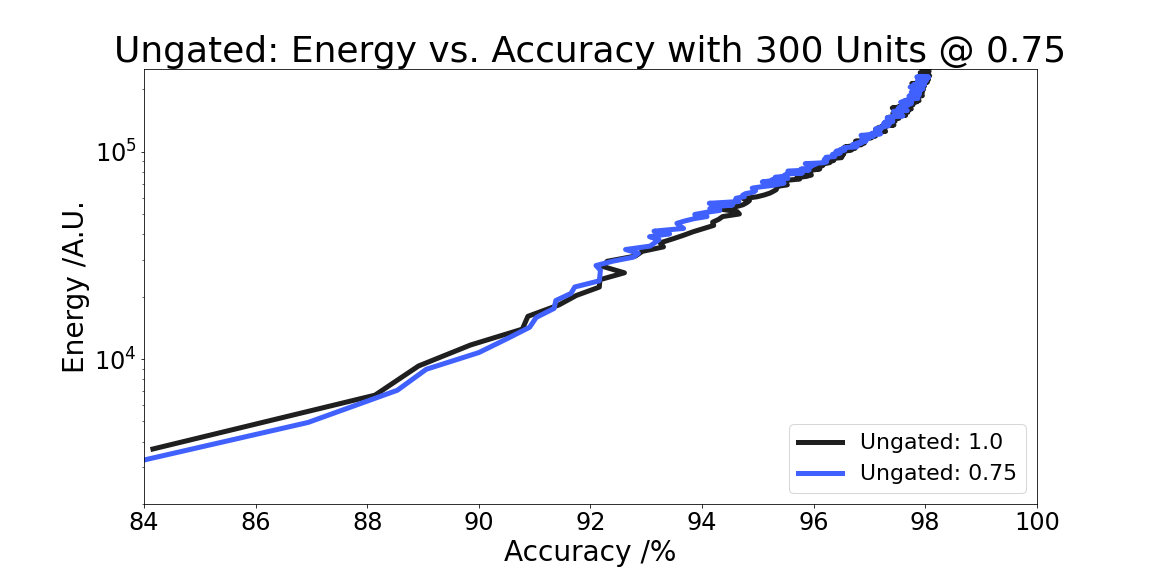 Ungated: Energy vs. Accuracy with 300 Units @ 0.75
Energy /A.U.
10^5
10^4
Ungated: 1.0
Ungated: 0.75
84 86 88 90 92 94 96 98 100
Accuracy /%